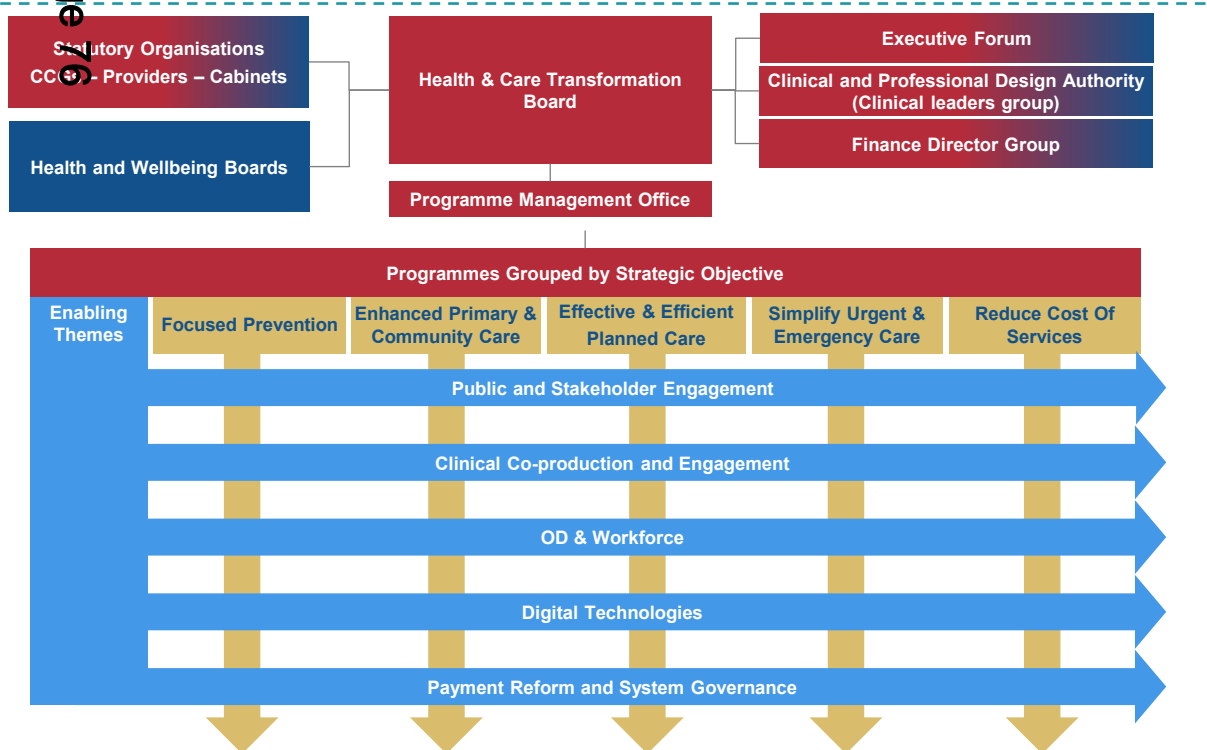 e 76
Statutory Organisations
CCGs – Providers – Cabinets
Health and Wellbeing Boards
Health & Care Transformation
Board
Programme Management Office
Executive Forum
Clinical and Professional Design Authority
(Clinical leaders group)
Finance Director Group
Programmes Grouped by Strategic Objective
Enabling
Themes
Focused Prevention
Enhanced Primary &
Community Care
Effective & Efficient
Planned Care
Simplify Urgent &
Emergency Care
Reduce Cost Of
Services
Public and Stakeholder Engagement
Clinical Co-production and Engagement
OD & Workforce
Digital Technologies
Payment Reform and System Governance